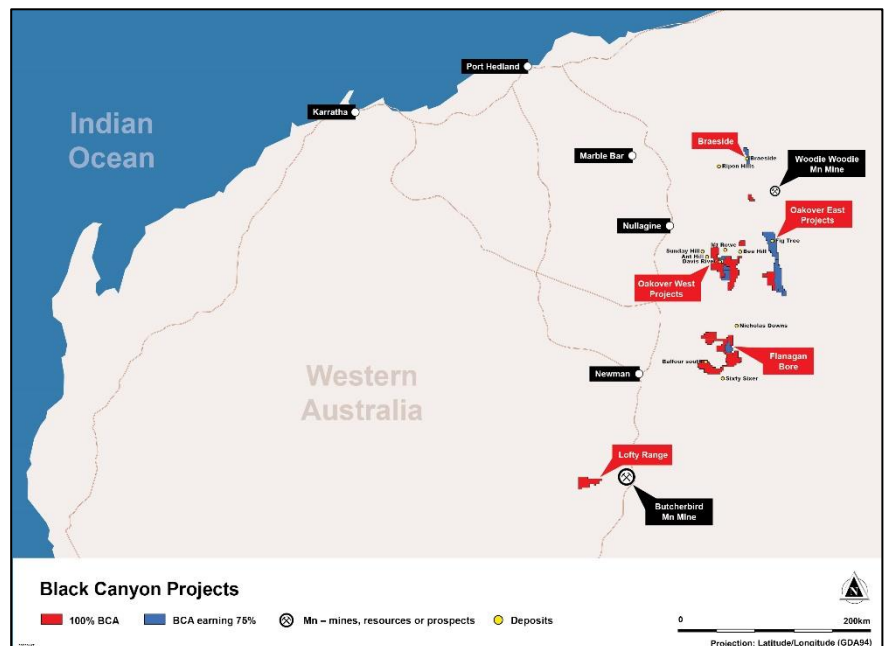 Port Hedland
Karratha
Indian
Ocean
Braeside
Braeside
Marble Bar
Ripon Hills
Woodie Woodie
Mn Mine
Nullagine
Oakover East
Projects
Fig Tree
Mt Rove
Sunday Hill
Bee Hill
Ant Hill
Davis River
Oakover West
Projects
Nicholas Downs
Western
Australia
Flanagan
Bore
Balfour south
Newman
Sixty Sixer
Lofty Range
Butcherbird
Mn Mine
Black Canyon Projects
N
100% BCA
BCA earning 75%
Mn – mines, resources or prospects
Deposits
0
200km
Projection: Latitude/Longitude (GDA94)